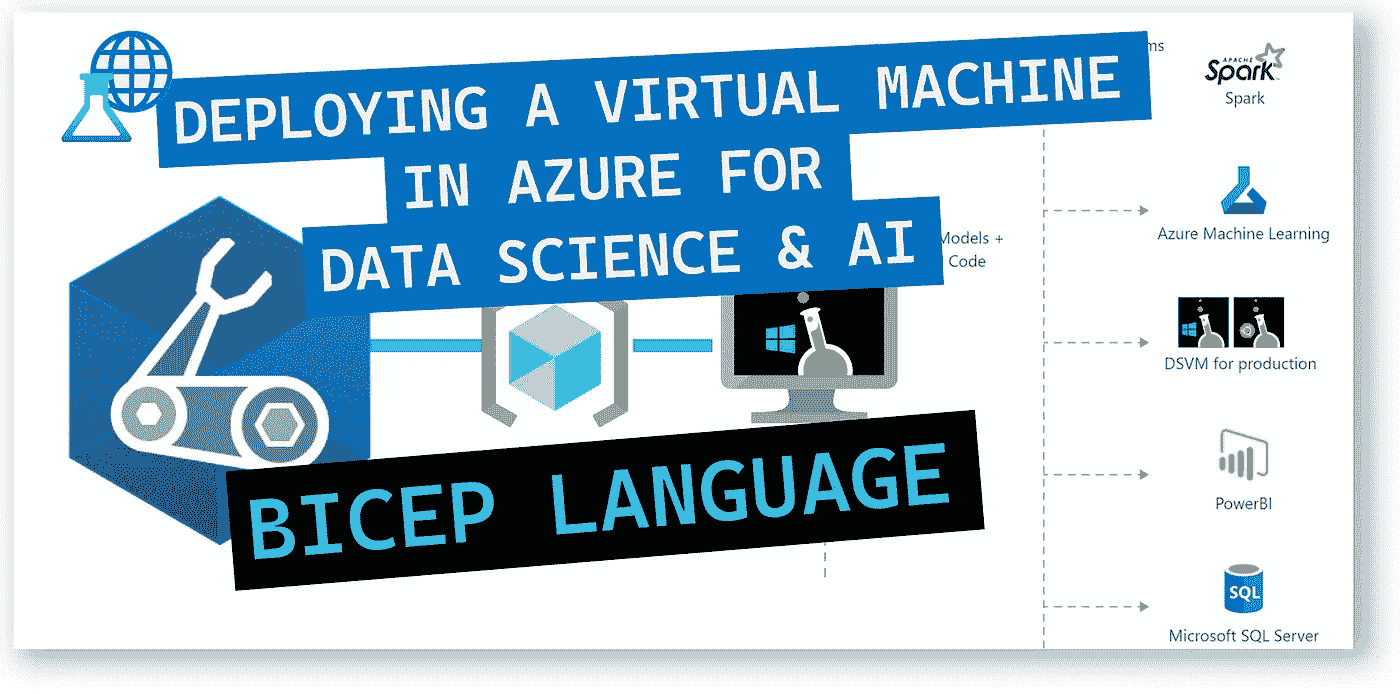 DEPLOYING A VIRTUAL MACHINE
IN AZURE FOR
DATA SCIENCE & AI
BICEP LANGUAGE
ms
Models +
Code
APACHE
Spark
Spark
Azure Machine Learning
DSVM for production
PowerBI
SQL
Microsoft SQL Server